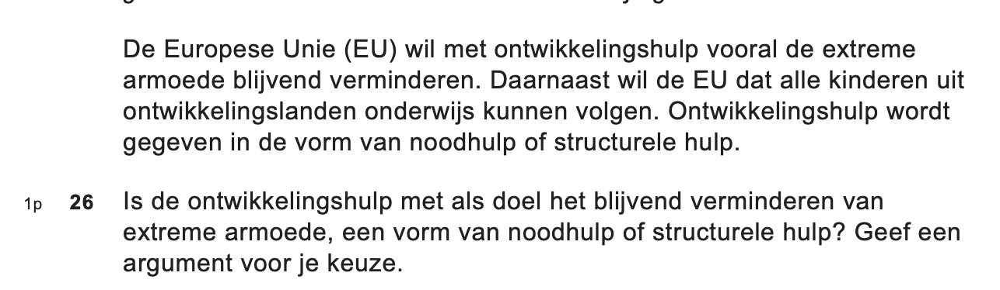 De Europese Unie (EU) wil met ontwikkelingshulp vooral de extreme
armoede blijvend verminderen. Daarnaast wil de EU dat alle kinderen uit
ontwikkelingslanden onderwijs kunnen volgen. Ontwikkelingshulp wordt
gegeven in de vorm van noodhulp of structurele hulp.
1p 26 Is de ontwikkelingshulp met als doel het blijvend verminderen van
extreme armoede, een vorm van noodhulp of structurele hulp? Geef een
argument voor je keuze.